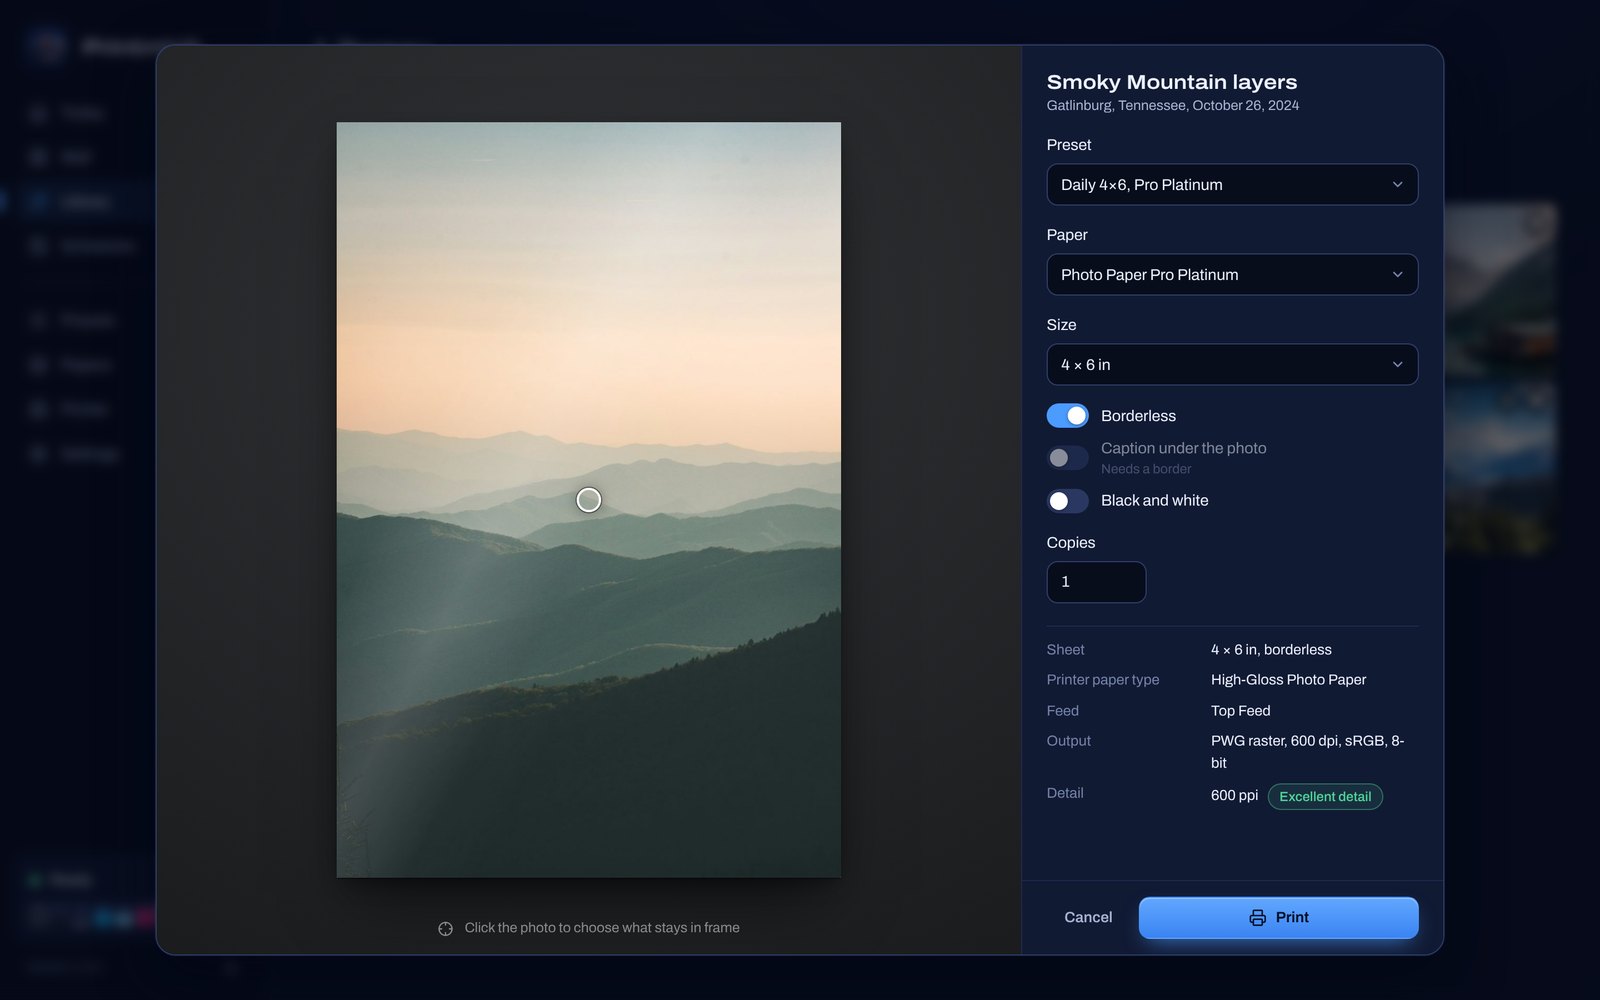 Smoky Mountain layers
Gatlinburg, Tennessee, October 26, 2024
Preset
Daily 4×6, Pro Platinum
Paper
Photo Paper Pro Platinum
Size
4 × 6 in
Borderless
Caption under the photo
Needs a border
Black and white
Copies
1
Sheet
4 × 6 in, borderless
Printer paper type
High-Gloss Photo Paper
Feed
Top Feed
Output
PWG raster, 600 dpi, sRGB, 8-
bit
Detail
600 ppi
Excellent detail
Click the photo to choose what stays in frame
Cancel
Print